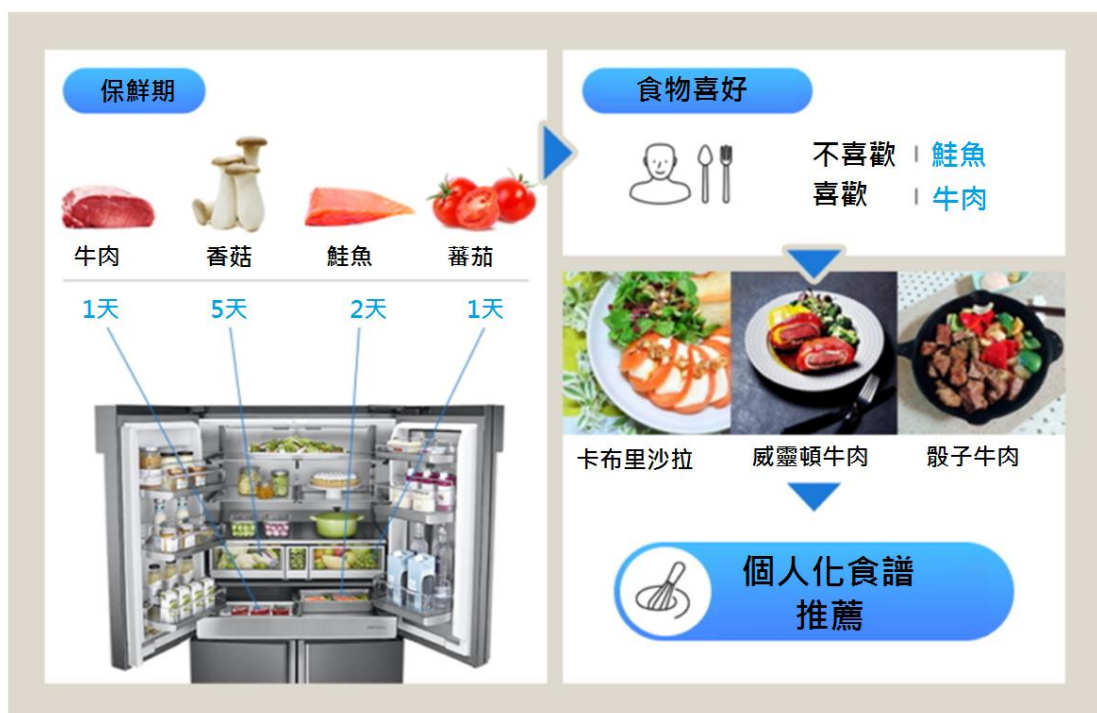 保鮮期
牛肉
香菇
鮭魚
蕃茄
1天
5天
2天
1天
食物喜好
不喜歡 | 鮭魚
喜歡 | 牛肉
卡布里沙拉
威靈頓牛肉
骰子牛肉
個人化食譜
推薦